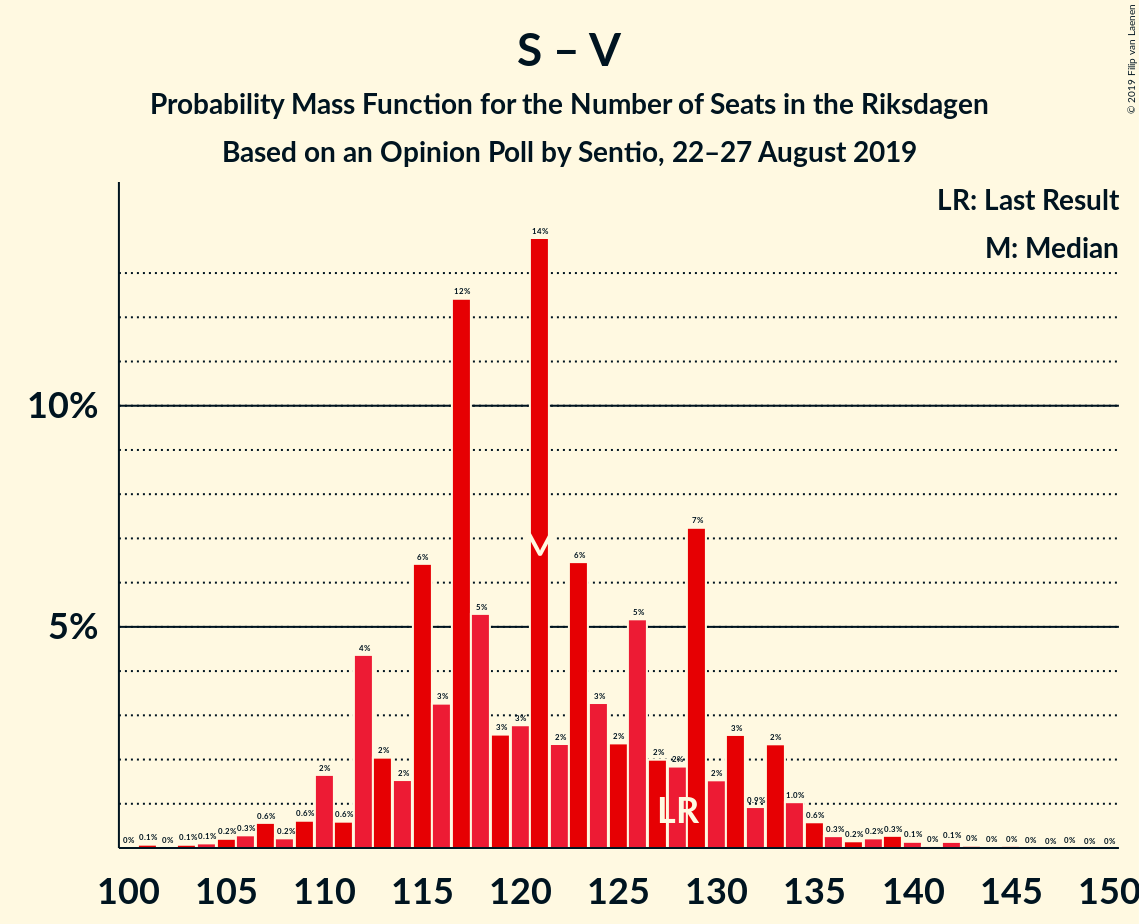 S – V
Probability Mass Function for the Number of Seats in the Riksdagen
Based on an Opinion Poll by Sentio, 22–27 August 2019
© 2019 Filip van Laenen
LR: Last Result
M: Median
10%
5%
0% 0.1% 0% 0.1% 0.1% 0.2% 0.3% 0.6% 0.2% 0.6% 2% 0.6% 4% 2% 2% 6% 3% 12% 5% 3% 3% 14% 2% 6% 3% 2% 5% 2% 2% 7% 2% 3% 0.9% 2% 1.0% 0.6% 0.3% 0.2% 0.2% 0.3% 0.1% 0% 0.1% 0% 0% 0% 0% 0% 0% 0% 0%
LR
100 105 110 115 120 125 130 135 140 145 150